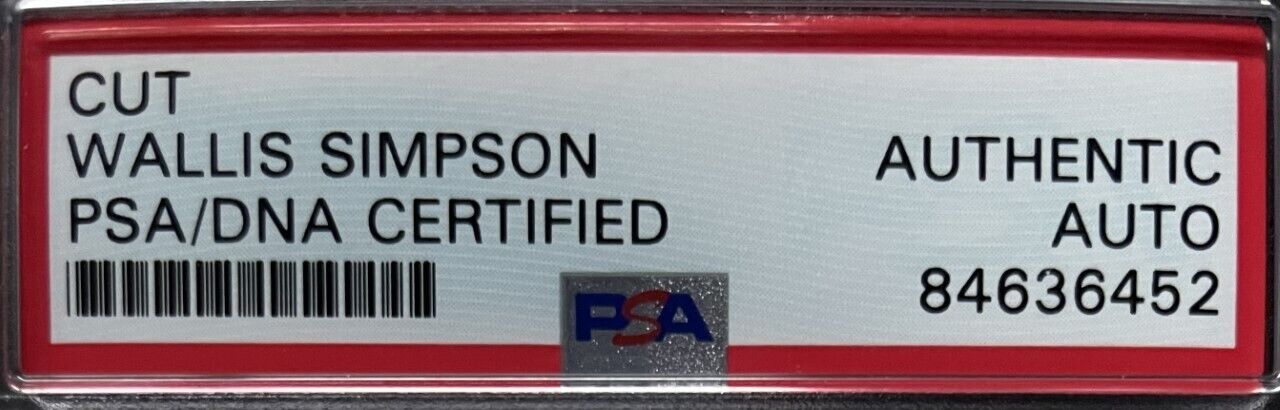 CUT
WALLIS SIMPSON
PSA/DNA CERTIFIED
AUTHENTIC
AUTO
84636452
PSA